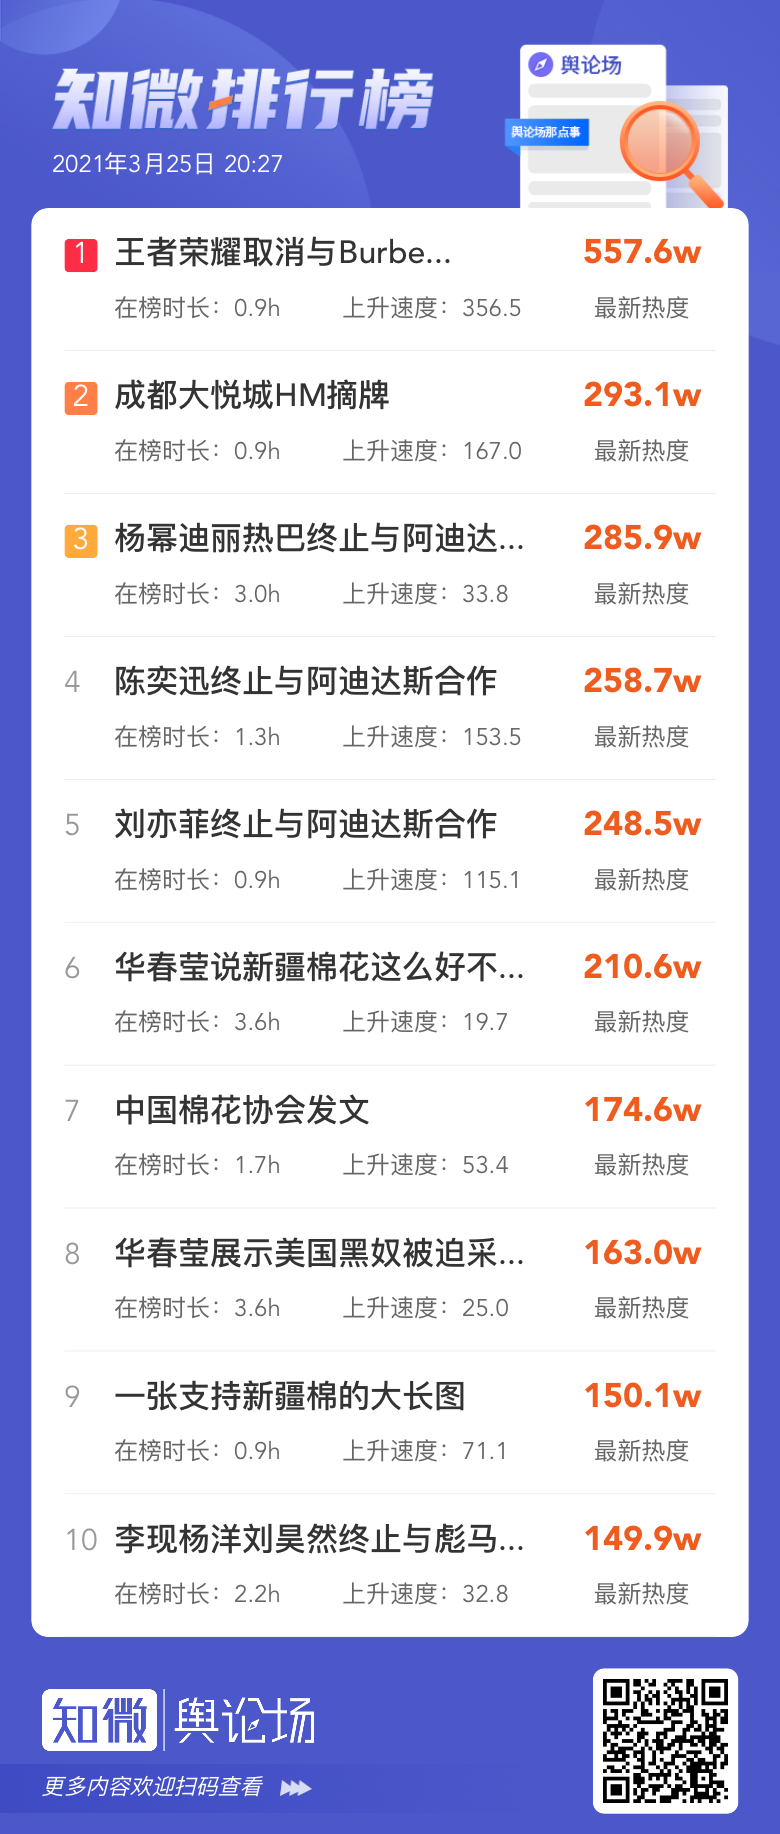 舆论场
知微排行榜
舆论场那点事
2021年3月25日 20:27
1 王者荣耀取消与Burbe... 557.6w
在榜时长：0.9h 上升速度：356.5 最新热度
2 成都大悦城HM摘牌 293.1w
在榜时长：0.9h 上升速度：167.0 最新热度
3 杨幂迪丽热巴终止与阿迪达... 285.9w
在榜时长：3.0h 上升速度：33.8 最新热度
4 陈奕迅终止与阿迪达斯合作 258.7w
在榜时长：1.3h 上升速度：153.5 最新热度
5 刘亦菲终止与阿迪达斯合作 248.5w
在榜时长：0.9h 上升速度：115.1 最新热度
6 华春莹说新疆棉花这么好不... 210.6w
在榜时长：3.6h 上升速度：19.7 最新热度
7 中国棉花协会发文 174.6w
在榜时长：1.7h 上升速度：53.4 最新热度
8 华春莹展示美国黑奴被迫采... 163.0w
在榜时长：3.6h 上升速度：25.0 最新热度
9 一张支持新疆棉的大长图 150.1w
在榜时长：0.9h 上升速度：71.1 最新热度
10 李现杨洋刘昊然终止与彪马... 149.9w
在榜时长：2.2h 上升速度：32.8 最新热度
知微 舆论场
更多内容欢迎扫码查看